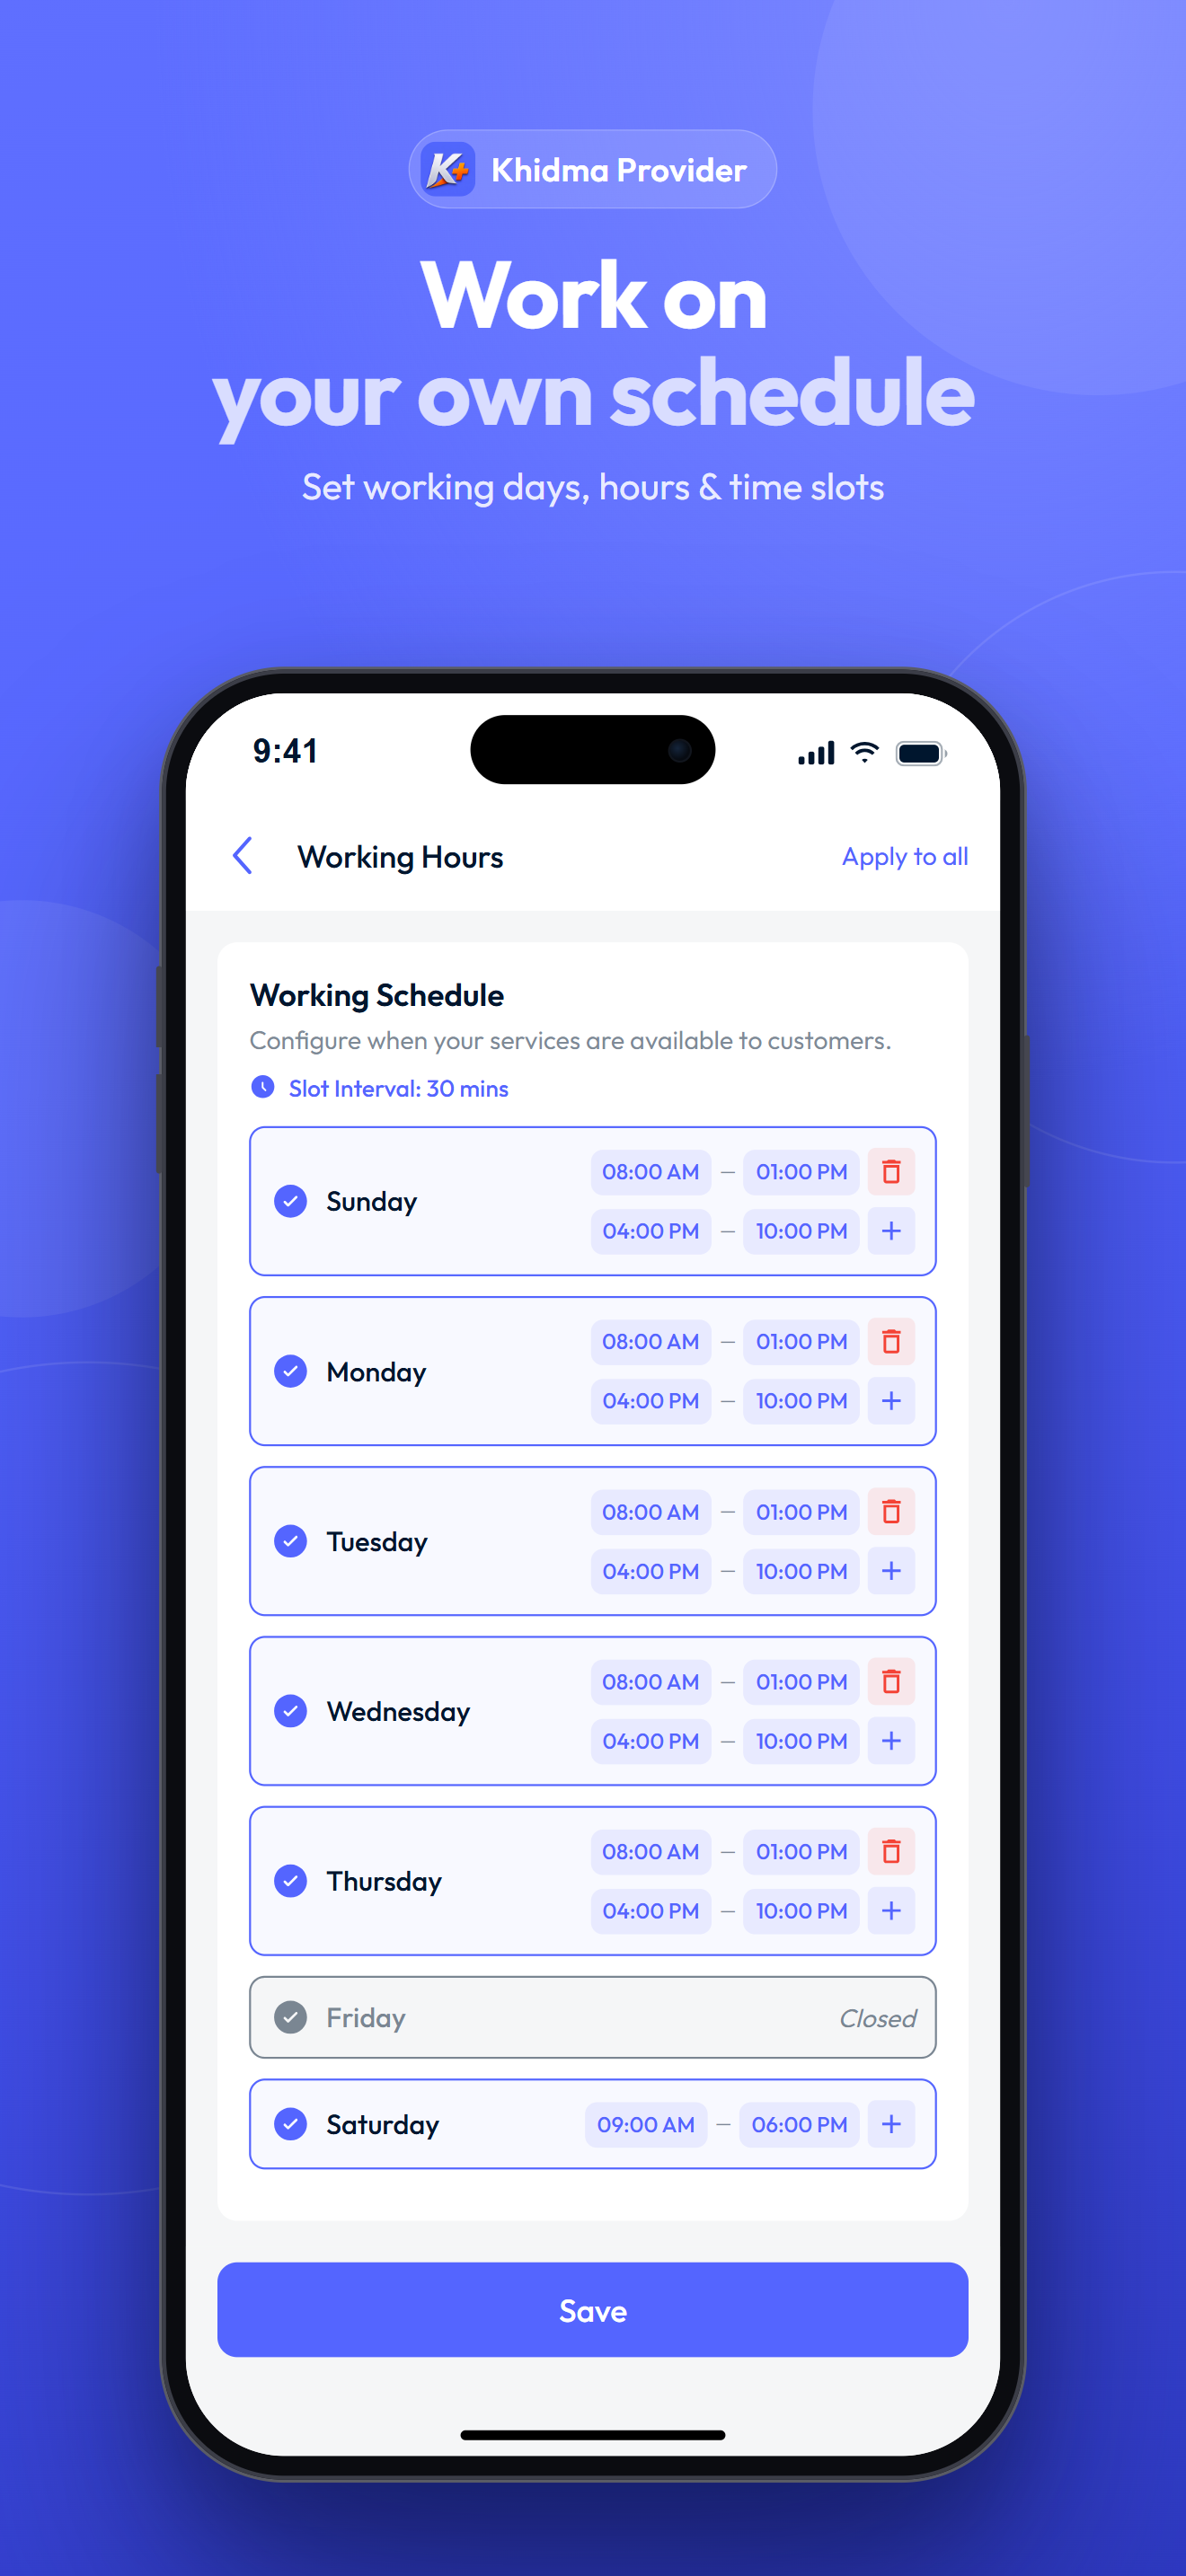 K+ Khidma Provider
Work on
your own schedule
Set working days, hours & time slots
9:41
Working Hours Apply to all
Working Schedule
Configure when your services are available to customers.
Slot Interval: 30 mins
Sunday
08:00 AM – 01:00 PM
04:00 PM – 10:00 PM +
Monday
08:00 AM – 01:00 PM
04:00 PM – 10:00 PM +
Tuesday
08:00 AM – 01:00 PM
04:00 PM – 10:00 PM +
Wednesday
08:00 AM – 01:00 PM
04:00 PM – 10:00 PM +
Thursday
08:00 AM – 01:00 PM
04:00 PM – 10:00 PM +
Friday Closed
Saturday 09:00 AM – 06:00 PM +
Save